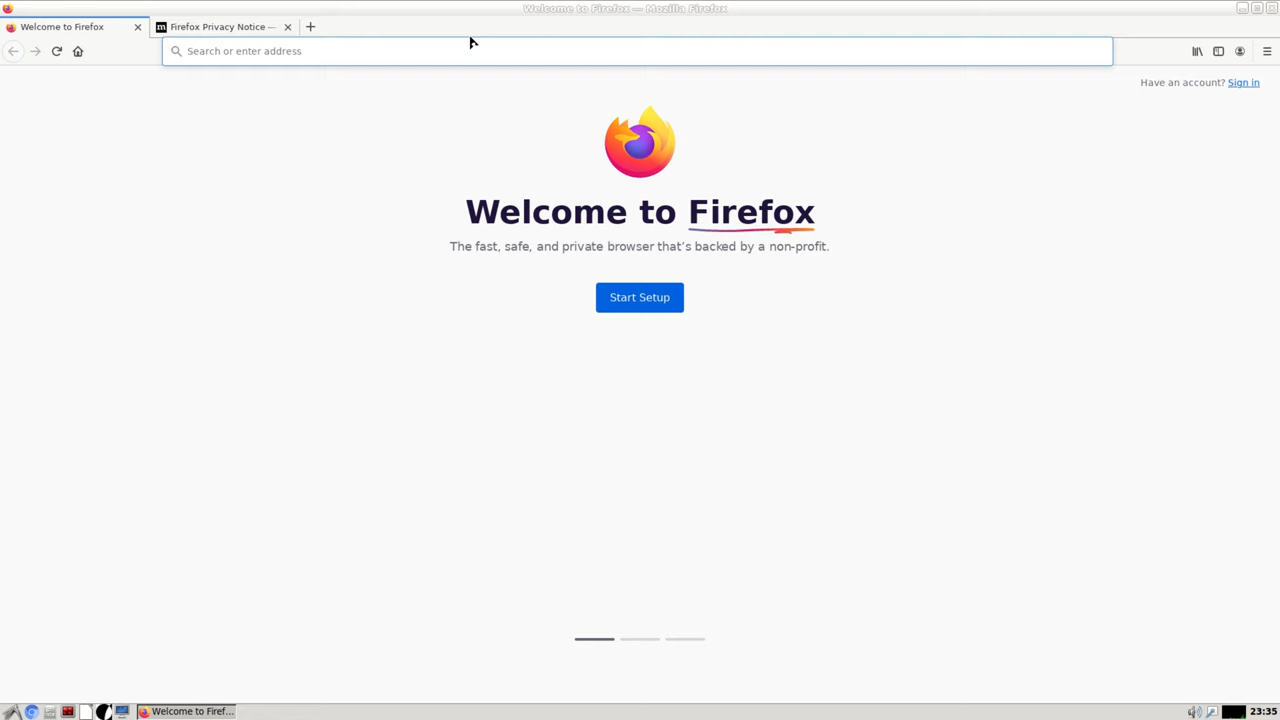 Welcome to Firefox — Mozilla Firefox
Welcome to Firefox
Firefox Privacy Notice —
Search or enter address
Have an account? Sign in
Welcome to Firefox
The fast, safe, and private browser that’s backed by a non-profit.
Start Setup
Welcome to Firef...
23:35